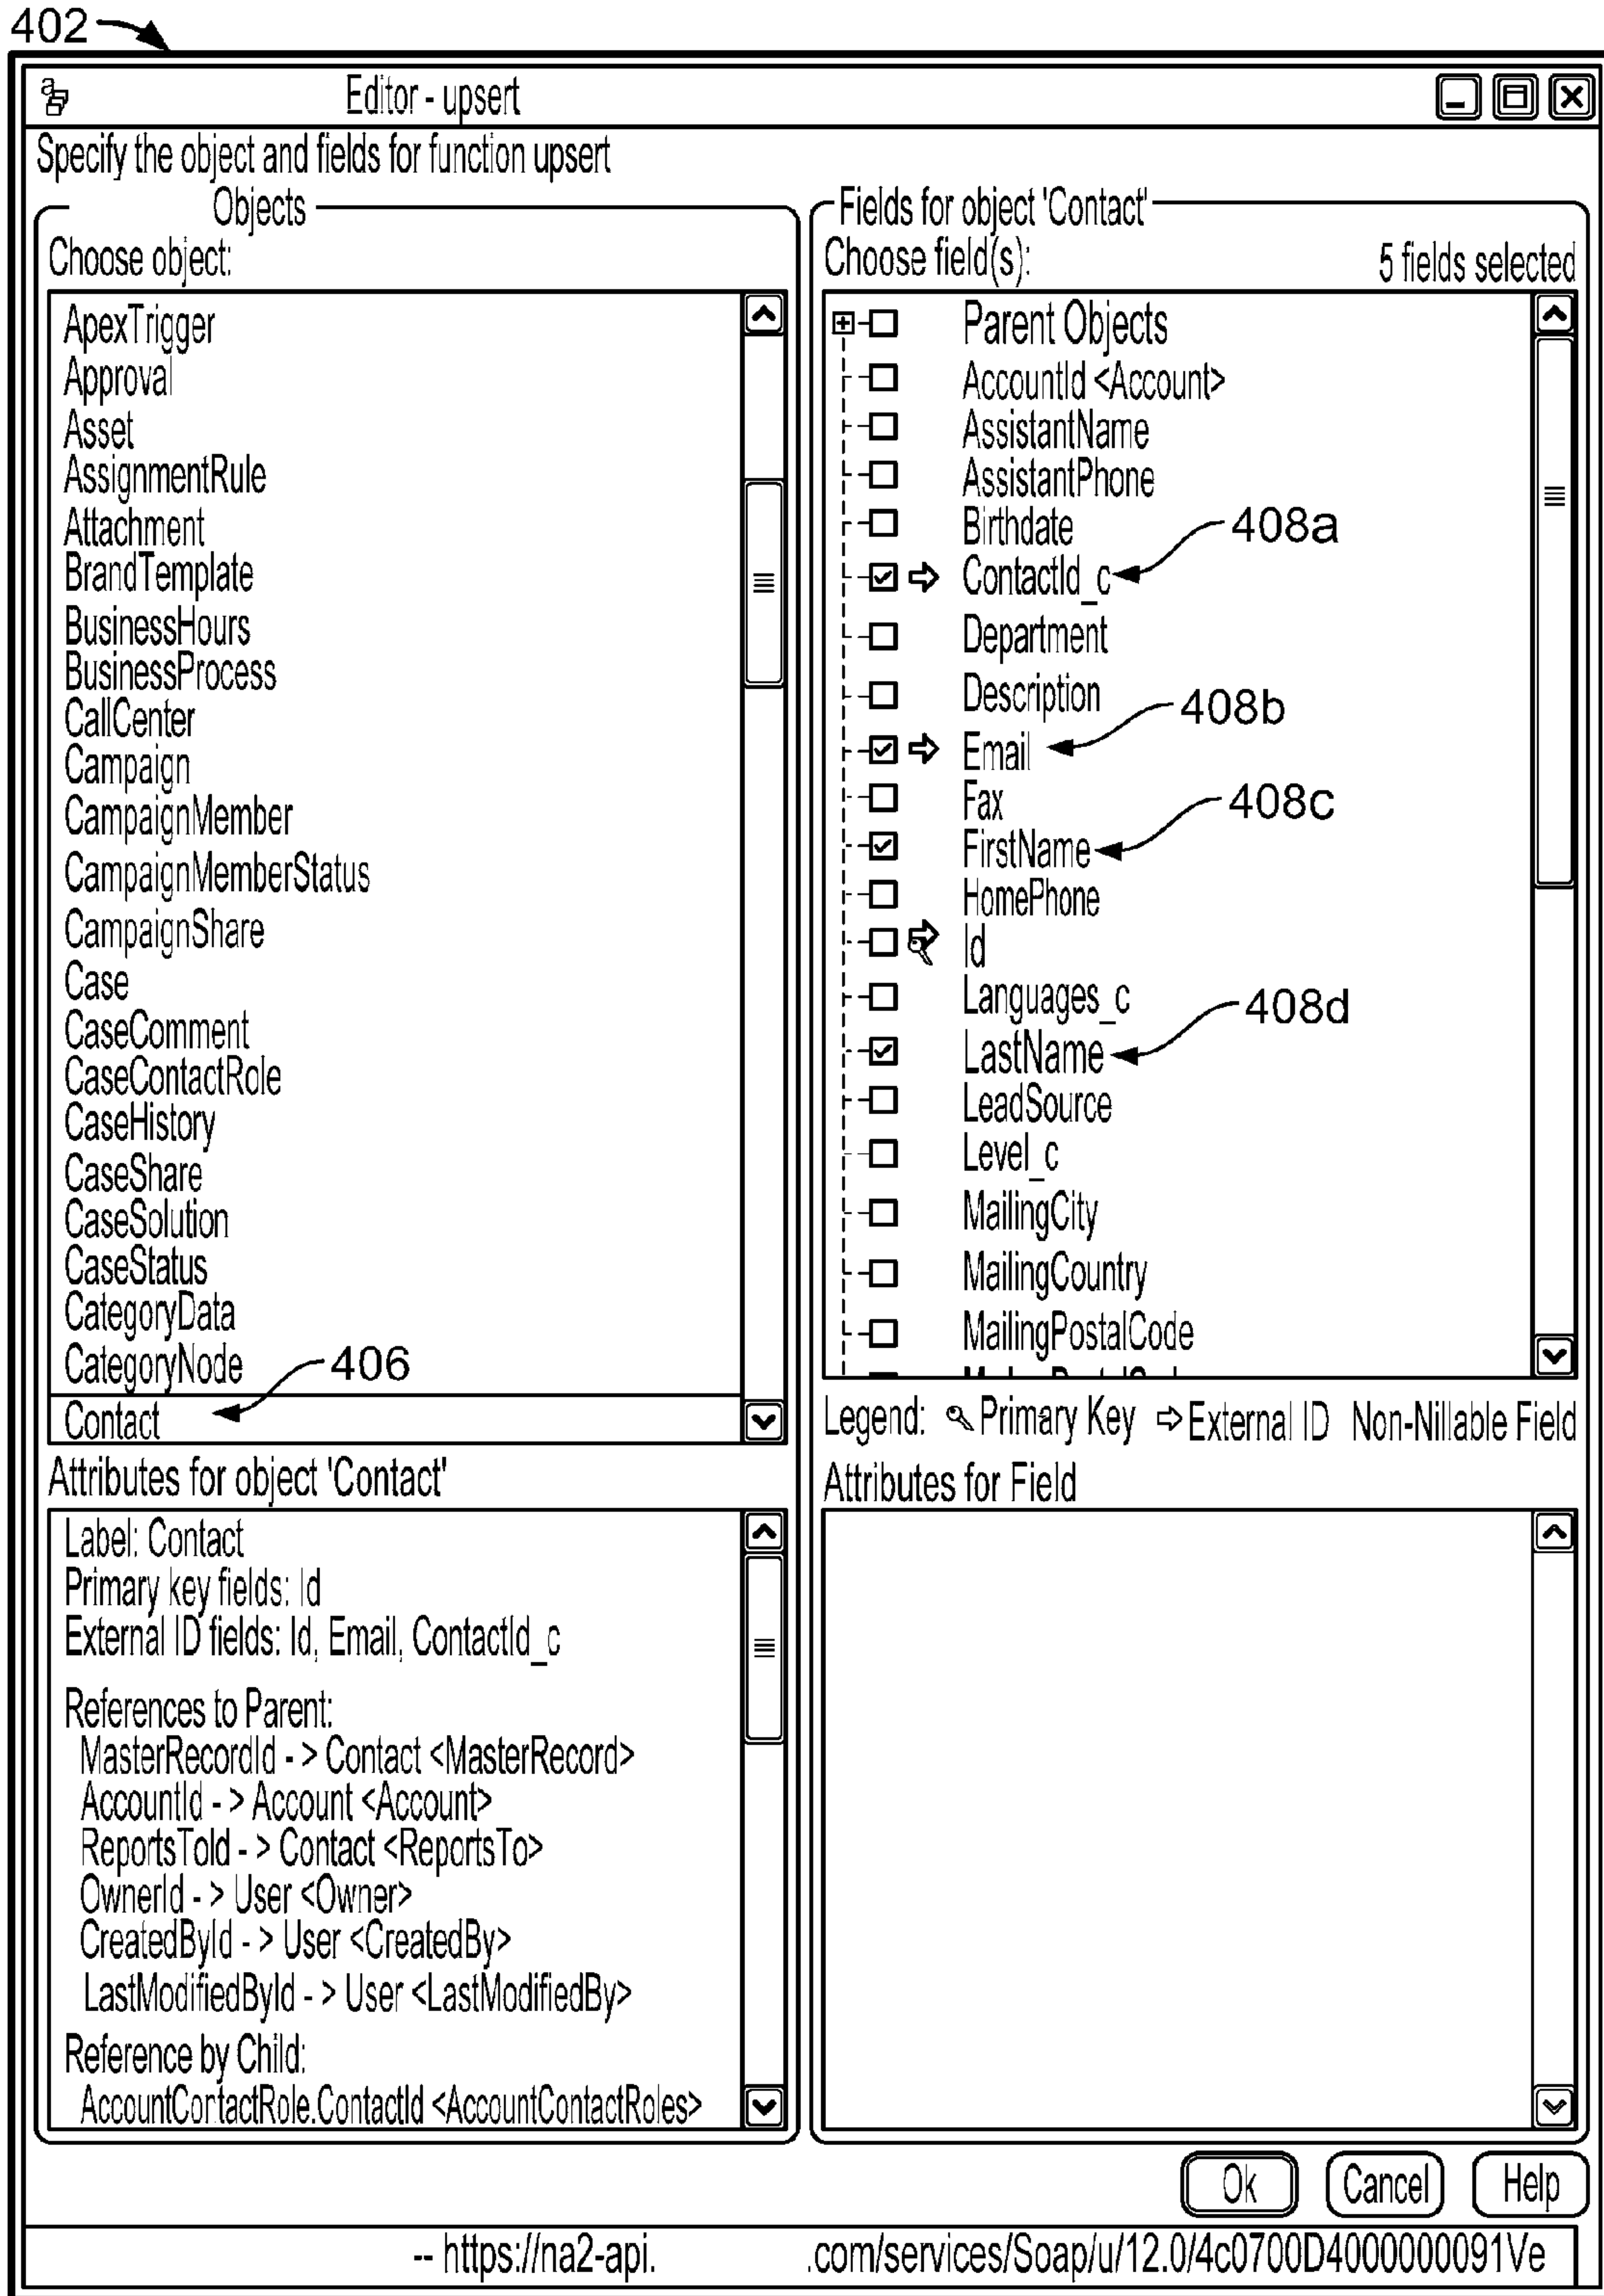 402
Editor - upsert
Specify the object and fields for function upsert
Objects
Choose object:
ApexTrigger
Approval
Asset
AssignmentRule
Attachment
BrandTemplate
BusinessHours
BusinessProcess
CallCenter
Campaign
CampaignMember
CampaignMemberStatus
CampaignShare
Case
CaseComment
CaseContactRole
CaseHistory
CaseShare
CaseSolution
CaseStatus
CategoryData
CategoryNode
406
Contact
Attributes for object 'Contact'
Label: Contact
Primary key fields: Id
External ID fields: Id, Email, ContactId_c
References to Parent:
MasterRecordId - > Contact <MasterRecord>
AccountId - > Account <Account>
ReportsToId - > Contact <ReportsTo>
OwnerId - > User <Owner>
CreatedById - > User <CreatedBy>
LastModifiedById - > User <LastModifiedBy>
Reference by Child:
AccountContactRole.ContactId <AccountContactRoles>
Fields for object 'Contact'
Choose field(s): 5 fields selected
Parent Objects
AccountId <Account>
AssistantName
AssistantPhone
Birthdate
408a
ContactId_c
Department
Description
408b
Email
Fax
408c
FirstName
HomePhone
Id
Languages_c
408d
LastName
LeadSource
Level_c
MailingCity
MailingCountry
MailingPostalCode
Legend: Primary Key External ID Non-Nillable Field
Attributes for Field
Ok Cancel Help
-- https://na2-api. .com/services/Soap/u/12.0/4c0700D4000000091Ve